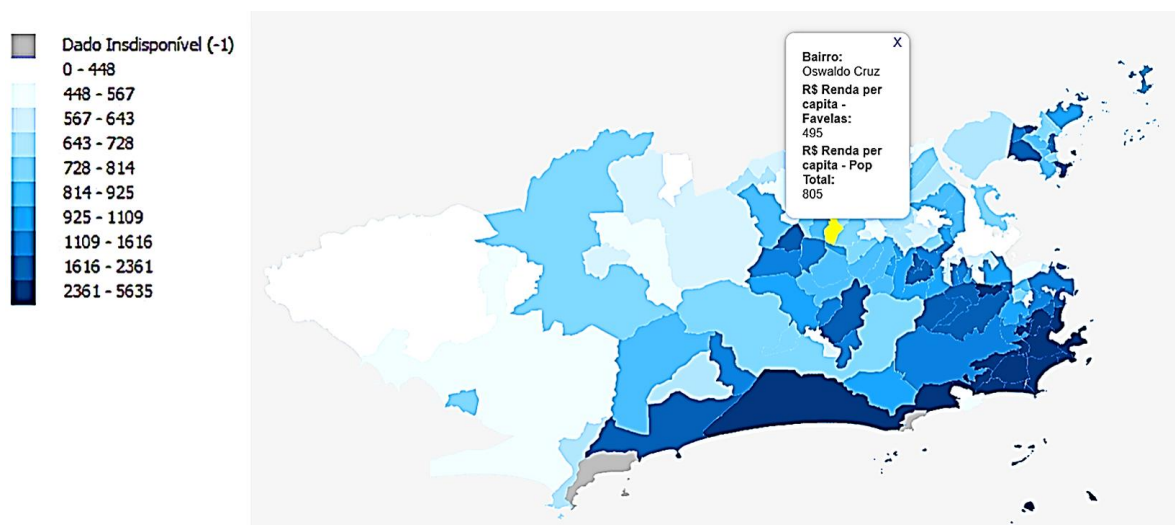 Dado Insdisponível (-1)
0 - 448
448 - 567
567 - 643
643 - 728
728 - 814
814 - 925
925 - 1109
1109 - 1616
1616 - 2361
2361 - 5635
X
Bairro:
Oswaldo Cruz
R$ Renda per
capita -
Favelas:
495
R$ Renda per
capita - Pop
Total:
805